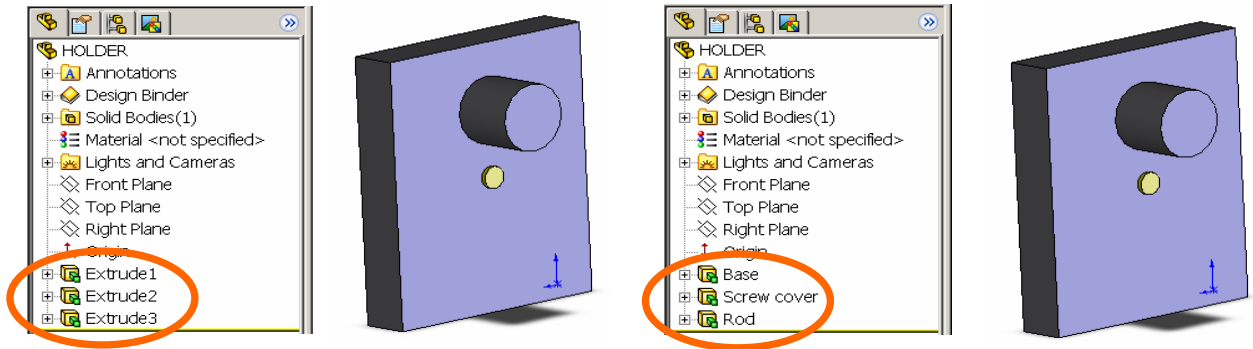 HOLDER
Annotations
Design Binder
Solid Bodies(1)
Material <not specified>
Lights and Cameras
Front Plane
Top Plane
Right Plane
Origin
Extrude1
Extrude2
Extrude3
HOLDER
Annotations
Design Binder
Solid Bodies(1)
Material <not specified>
Lights and Cameras
Front Plane
Top Plane
Right Plane
Origin
Base
Screw cover
Rod